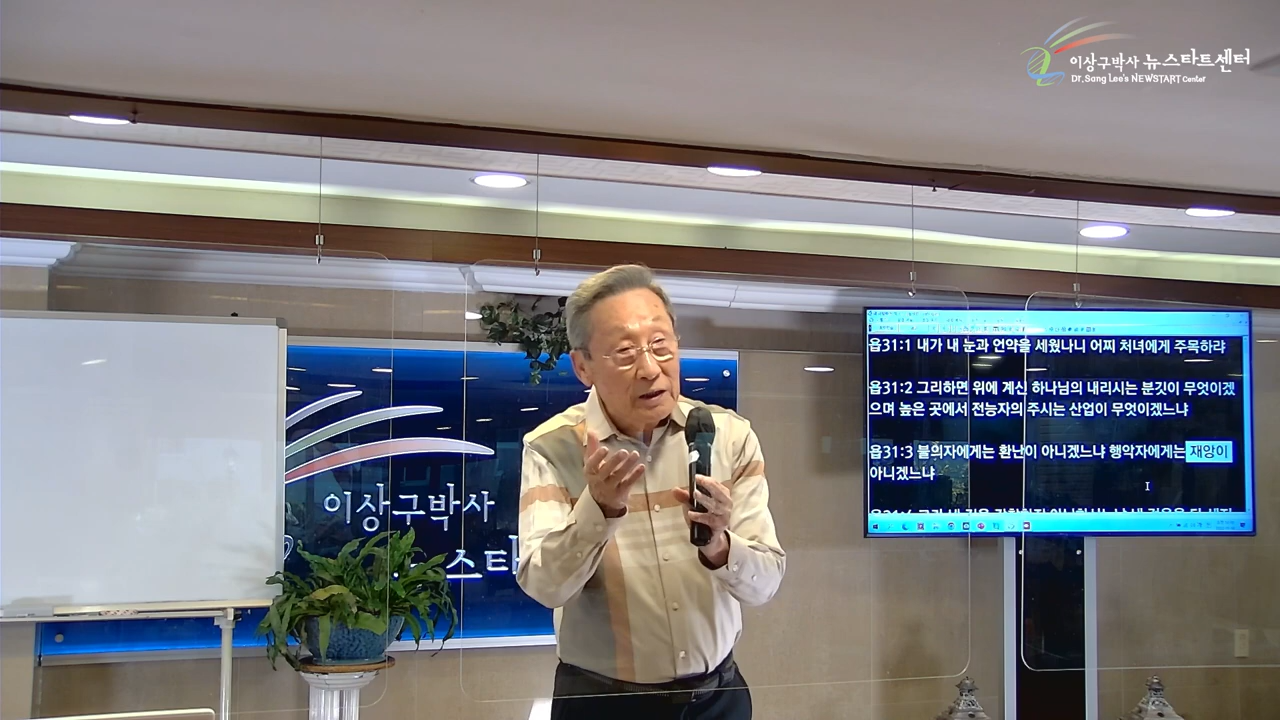 이상구박사 뉴스타트센터
Dr. Sang Lee's NEWSTART Center
욥31:1 내가 내 눈과 언약을 세웠나니 어찌 처녀에게 주목하랴
욥31:2 그리하면 위에 계신 하나님의 내리시는 분깃이 무엇이겠
으며 높은 곳에서 전능자의 주시는 산업이 무엇이겠느냐
욥31:3 불의자에게는 환난이 아니겠느냐 행악자에게는 재앙이
아니겠느냐
이상구박사
스타